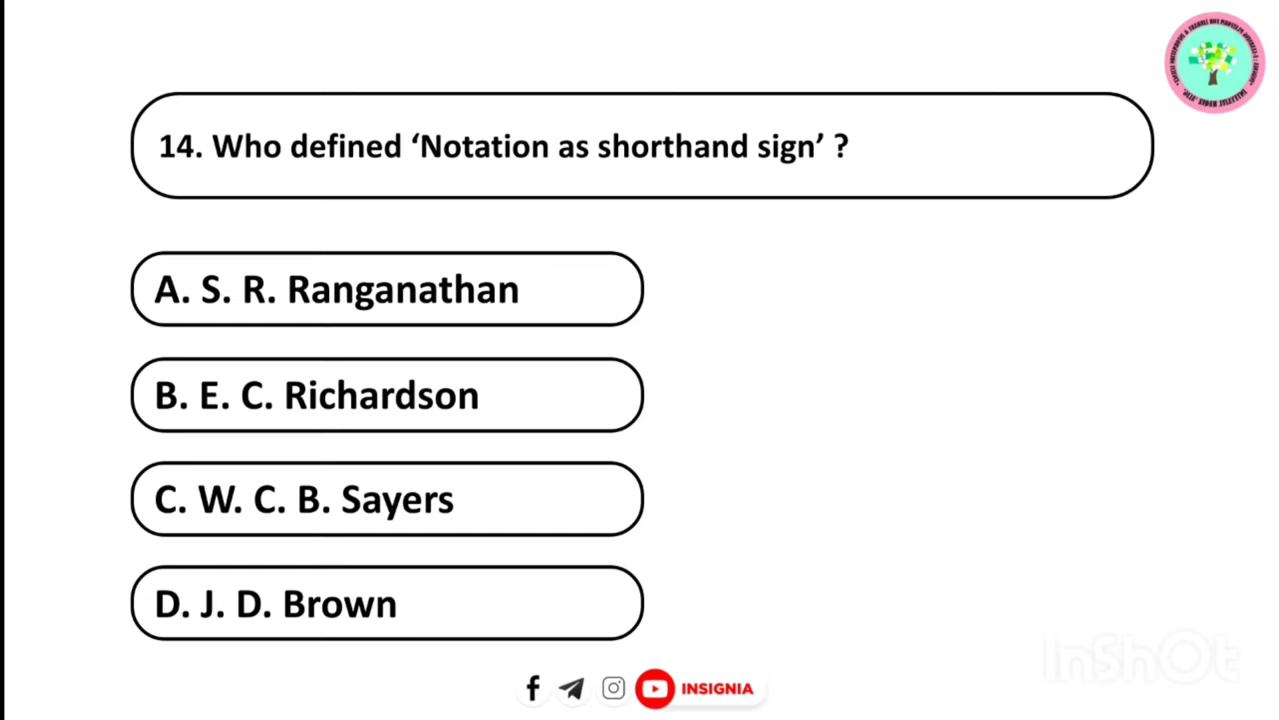 14. Who defined ‘Notation as shorthand sign’ ?
A. S. R. Ranganathan
B. E. C. Richardson
C. W. C. B. Sayers
D. J. D. Brown
InShOt
INSIGNIA